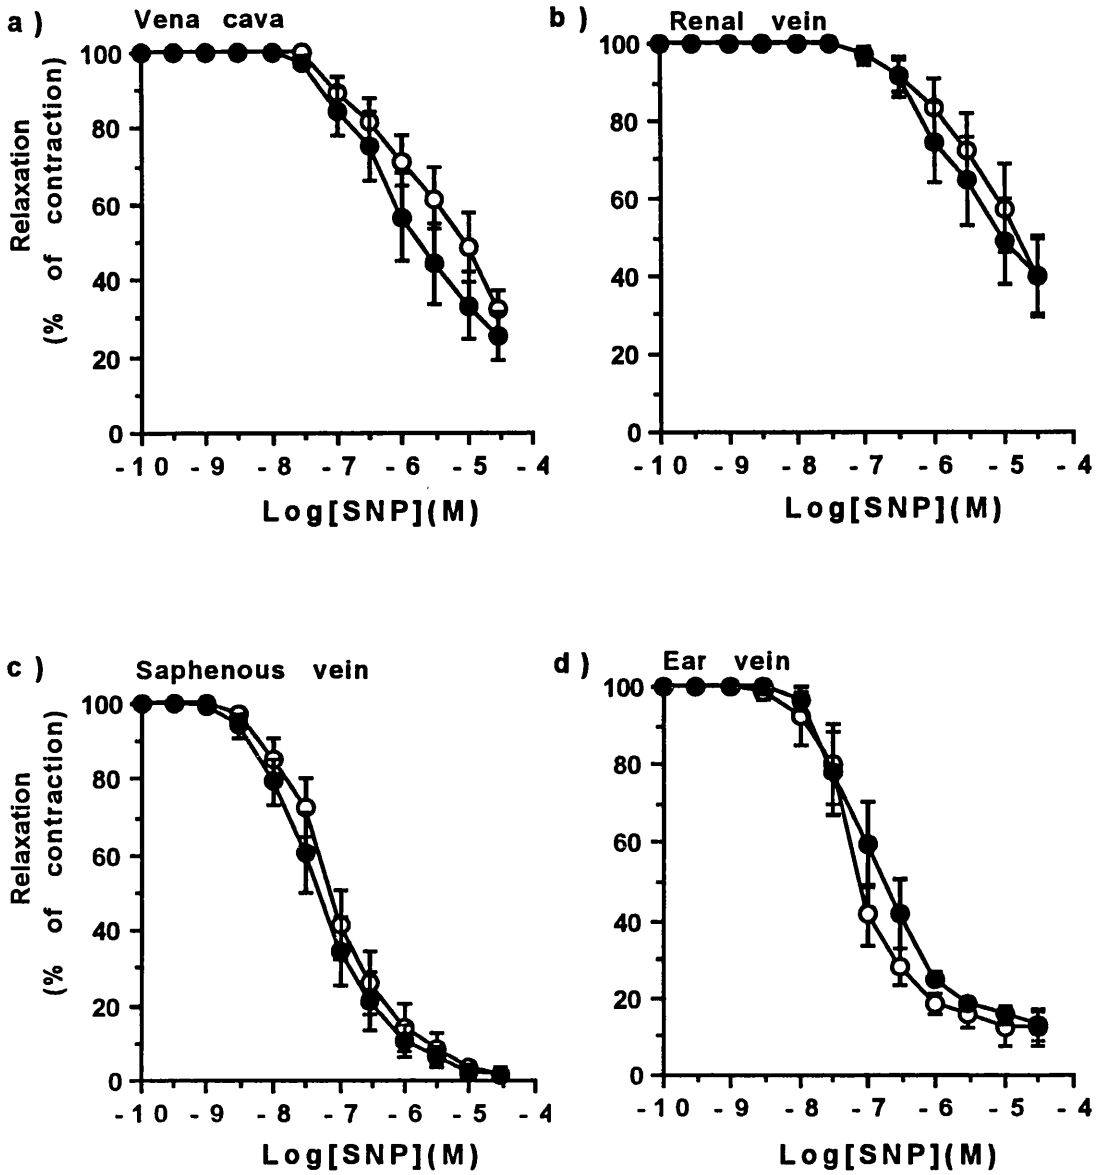 a) Vena cava
100
80
60
40
20
0
-10 -9 -8 -7 -6 -5 -4
Relaxation
(% of contraction)
Log[SNP](M)
b) Renal vein
100
80
60
40
20
0
-10 -9 -8 -7 -6 -5 -4
Log[SNP](M)
c) Saphenous vein
100
80
60
40
20
0
-10 -9 -8 -7 -6 -5 -4
Relaxation
(% of contraction)
Log[SNP](M)
d) Ear vein
100
80
60
40
20
0
-10 -9 -8 -7 -6 -5 -4
Log[SNP](M)